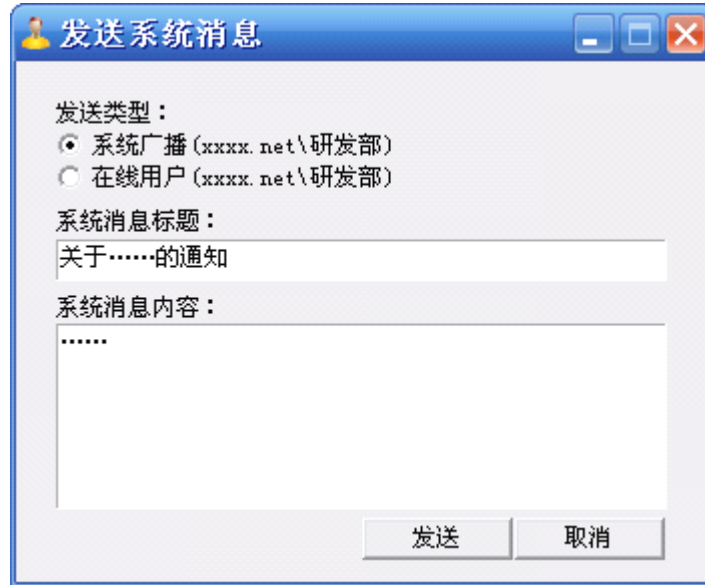 发送系统消息
发送类型：
系统广播(xxxx.net\研发部)
在线用户(xxxx.net\研发部)
系统消息标题：
关于……的通知
系统消息内容：
……
发送 取消